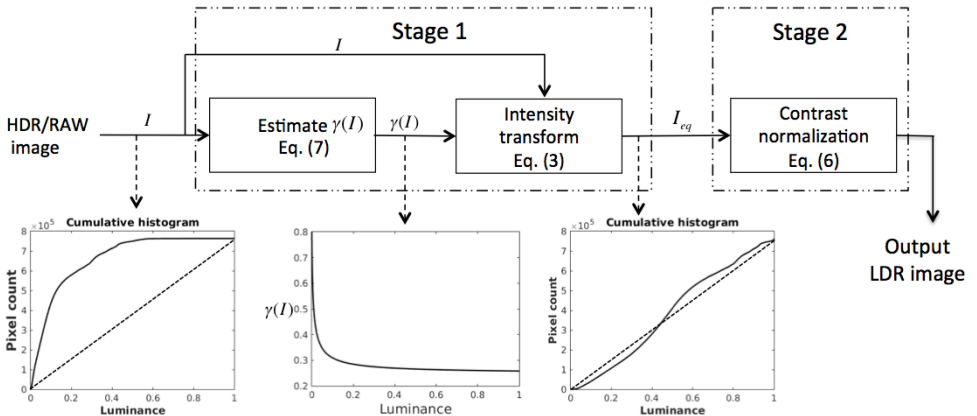 Stage 1
Stage 2
I
HDR/RAW
image
I
Estimate γ(I)
Eq. (7)
γ(I)
Intensity
transform
Eq. (3)
I_eq
Contrast
normalization
Eq. (6)
Output
LDR image
×10⁵
Cumulative histogram
8
7
6
5
4
3
2
1
0
Pixel count
0 0.2 0.4 0.6 0.8 1
Luminance
0.8
0.7
0.6
0.5
0.4
0.3
0.2
γ(I)
0 0.2 0.4 0.6 0.8 1
Luminance
×10⁵
Cumulative histogram
8
7
6
5
4
3
2
1
0
Pixel count
0 0.2 0.4 0.6 0.8 1
Luminance